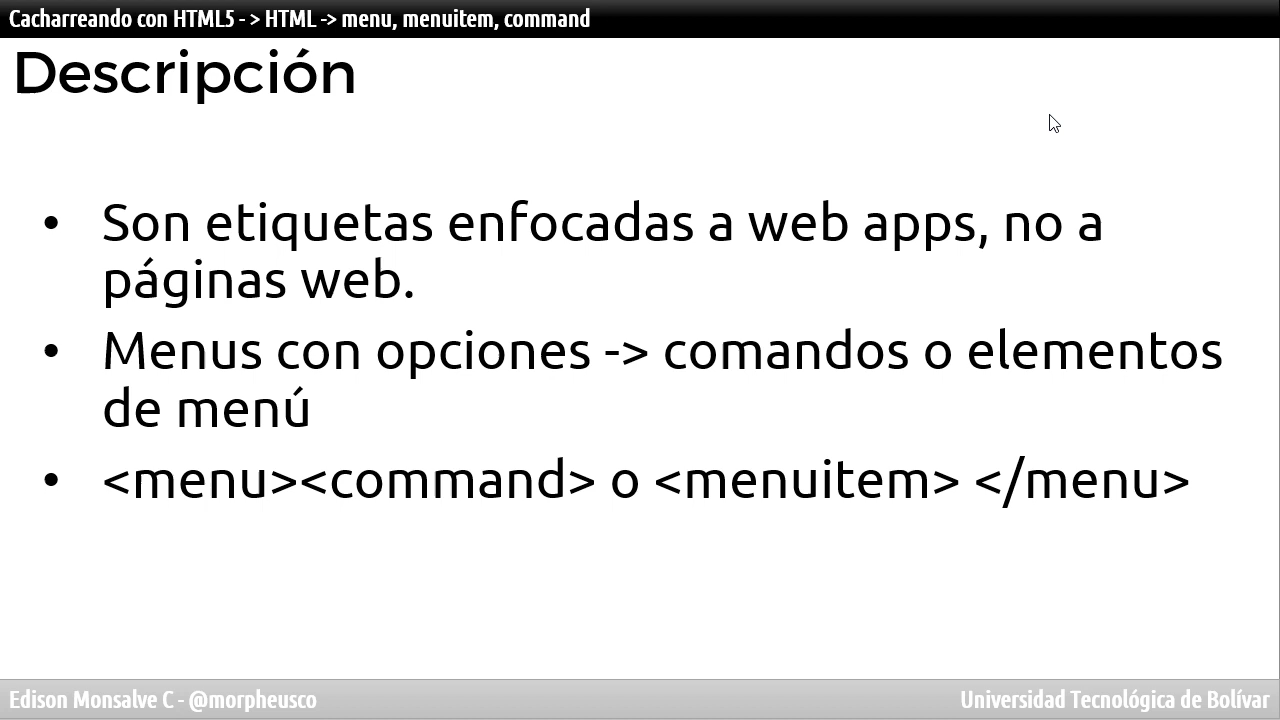 Cacharreando con HTML5 - > HTML -> menu, menuitem, command
Descripción
• Son etiquetas enfocadas a web apps, no a
páginas web.
• Menus con opciones -> comandos o elementos
de menú
• <menu><command> o <menuitem> </menu>
Edison Monsalve C - @morpheusco
Universidad Tecnológica de Bolívar